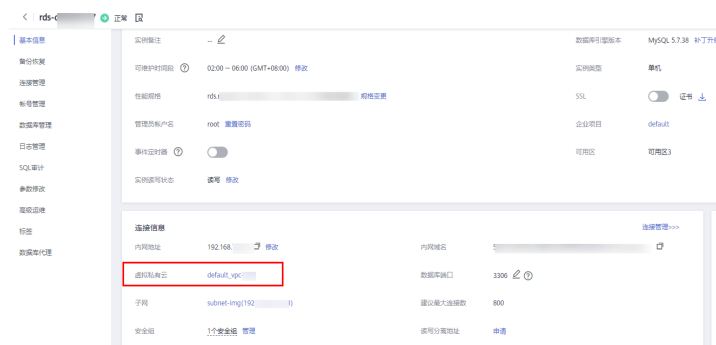 rds- 正常
基本信息
备份恢复
连接管理
帐号管理
数据库管理
日志管理
SQL审计
参数修改
高级运维
标签
数据库代理
实例备注 -- 数据库引擎版本 MySQL 5.7.38
可维护时间段 02:00 – 06:00 (GMT+08:00) 修改 实例类型 单机
性能规格 rds. 规格变更 SSL 证书
管理员帐户名 root 重置密码 企业项目 default
事件定时器 可用区 可用区3
实例读写状态 读写 修改
连接信息 连接管理>>>
内网地址 192.168. 修改 内网域名
虚拟私有云 default_vpc 数据库端口 3306
子网 subnet-img(192 建议最大连接数 800
安全组 1个安全组 管理 读写分离地址 申请